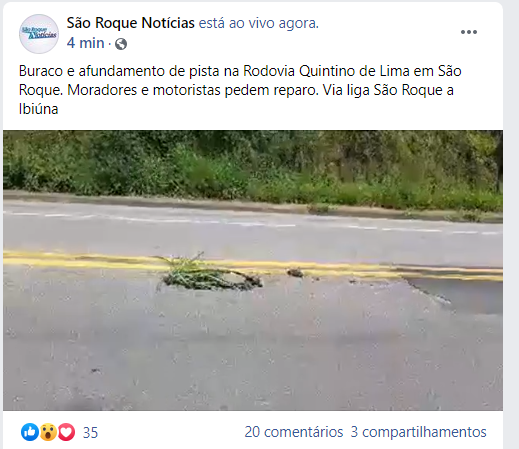 São Roque Notícias está ao vivo agora.
4 min ·
Buraco e afundamento de pista na Rodovia Quintino de Lima em São
Roque. Moradores e motoristas pedem reparo. Via liga São Roque a
Ibiúna
35
20 comentários 3 compartilhamentos